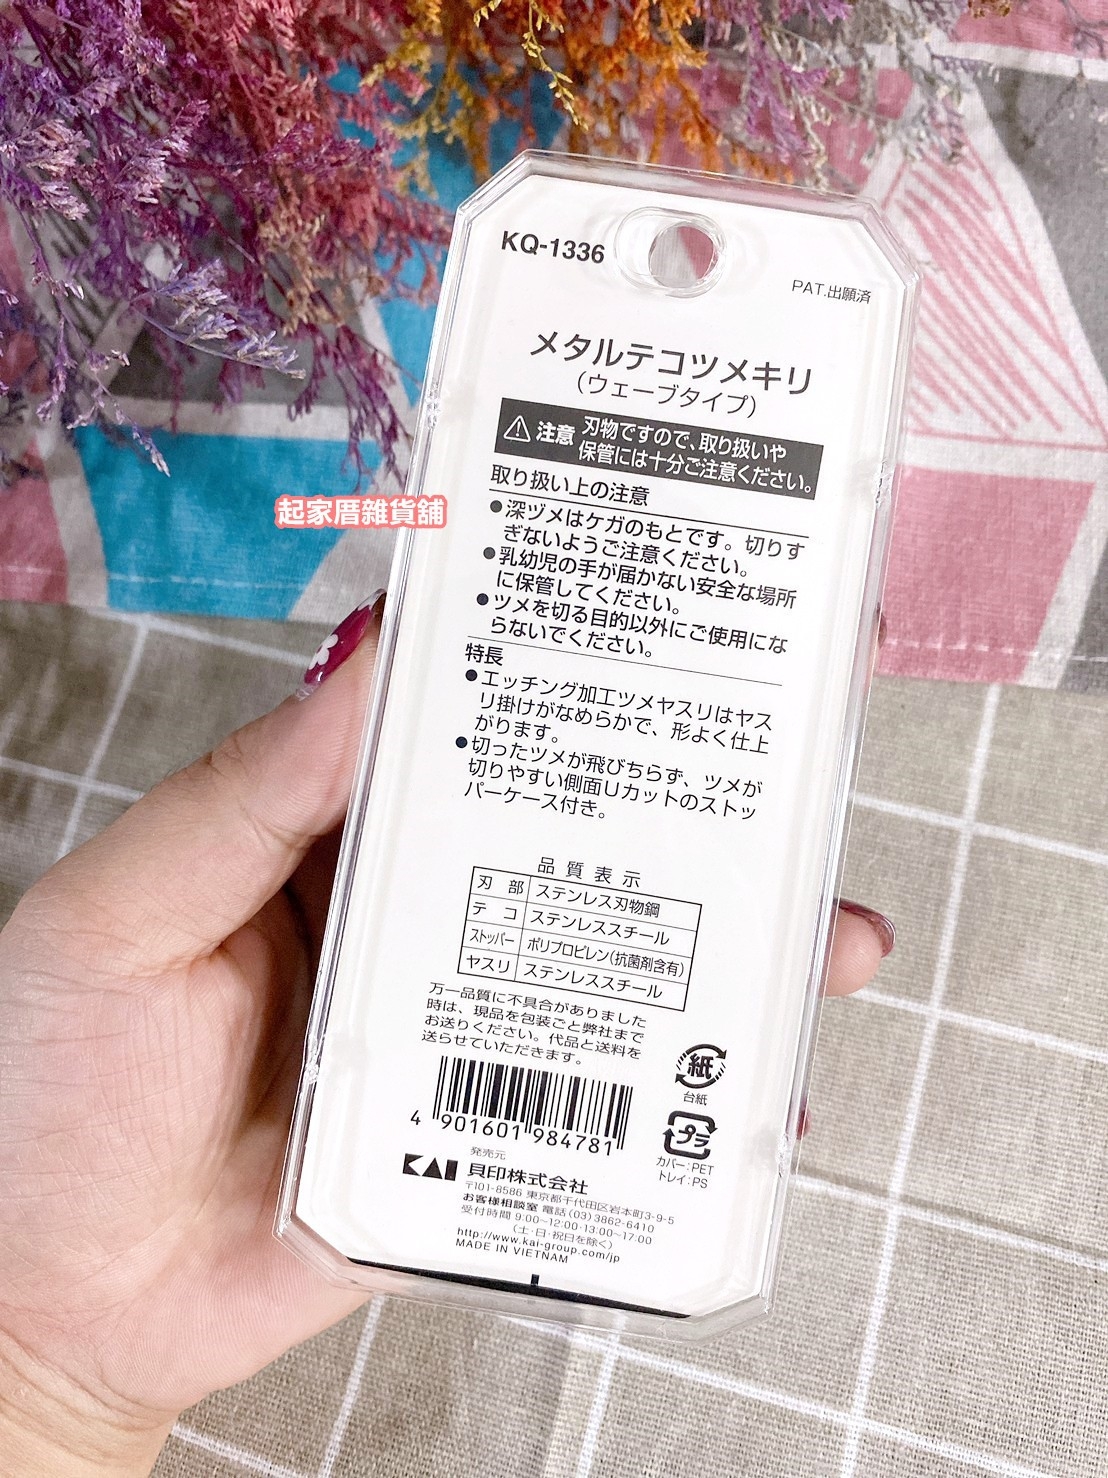 KQ-1336
PAT.出願済
メタルテコツメキリ
(ウェーブタイプ)
注意 刃物ですので、取り扱いや
保管には十分ご注意ください。
取り扱い上の注意
●深ヅメはケガのもとです。切りす
ぎないようご注意ください。
●乳幼児の手が届かない安全な場所
に保管してください。
●ツメを切る目的以外にご使用にな
らないでください。
特長
●エッチング加工ツメヤスリはヤス
リ掛けがなめらかで、形よく仕上
がります。
●切ったツメが飛びちらず、ツメが
切りやすい側面Uカットのストッ
パーケース付き。
品質表示
刃部 ステンレス刃物鋼
テコ ステンレススチール
ストッパー ポリプロピレン(抗菌剤含有)
ヤスリ ステンレススチール
万一品質に不具合がありました
時は、現品を包装ごと弊社まで
お送りください。代品と送料を
送らせていただきます。
4 901601 984781
紙
台紙
プラ
カバー:PET
トレイ:PS
発売元
KAI 貝印株式会社
〒101-8586 東京都千代田区岩本町3-9-5
お客様相談室 電話(03)3862-6410
受付時間 9:00~12:00・13:00~17:00
(土・日・祝日を除く)
http://www.kai-group.com/jp
MADE IN VIETNAM
起家厝雜貨舖